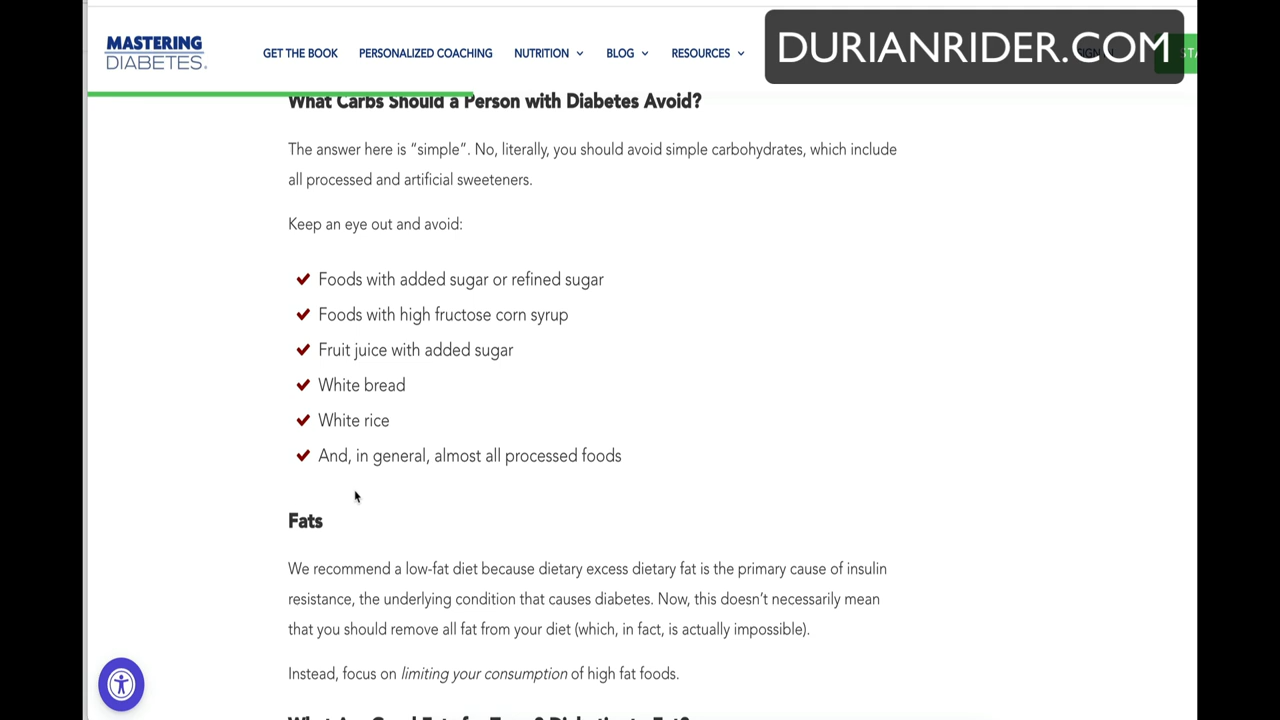 MASTERING
DIABETES.
GET THE BOOK
PERSONALIZED COACHING
NUTRITION
BLOG
RESOURCES
DURIANRIDER.COM
STA
What Carbs Should a Person with Diabetes Avoid?
The answer here is “simple”. No, literally, you should avoid simple carbohydrates, which include
all processed and artificial sweeteners.
Keep an eye out and avoid:
Foods with added sugar or refined sugar
Foods with high fructose corn syrup
Fruit juice with added sugar
White bread
White rice
And, in general, almost all processed foods
Fats
We recommend a low-fat diet because dietary excess dietary fat is the primary cause of insulin
resistance, the underlying condition that causes diabetes. Now, this doesn’t necessarily mean
that you should remove all fat from your diet (which, in fact, is actually impossible).
Instead, focus on limiting your consumption of high fat foods.